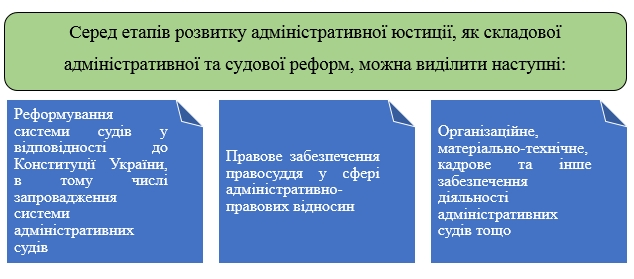 Серед етапів розвитку адміністративної юстиції, як складової
адміністративної та судової реформ, можна виділити наступні:
Реформування
системи судів у
відповідності до
Конституції України,
в тому числі
запровадження
системи
адміністративних
судів
Правове забезпечення
правосуддя у сфері
адміністративно-
правових відносин
Організаційне,
матеріально-технічне,
кадрове та інше
забезпечення
діяльності
адміністративних
судів тощо